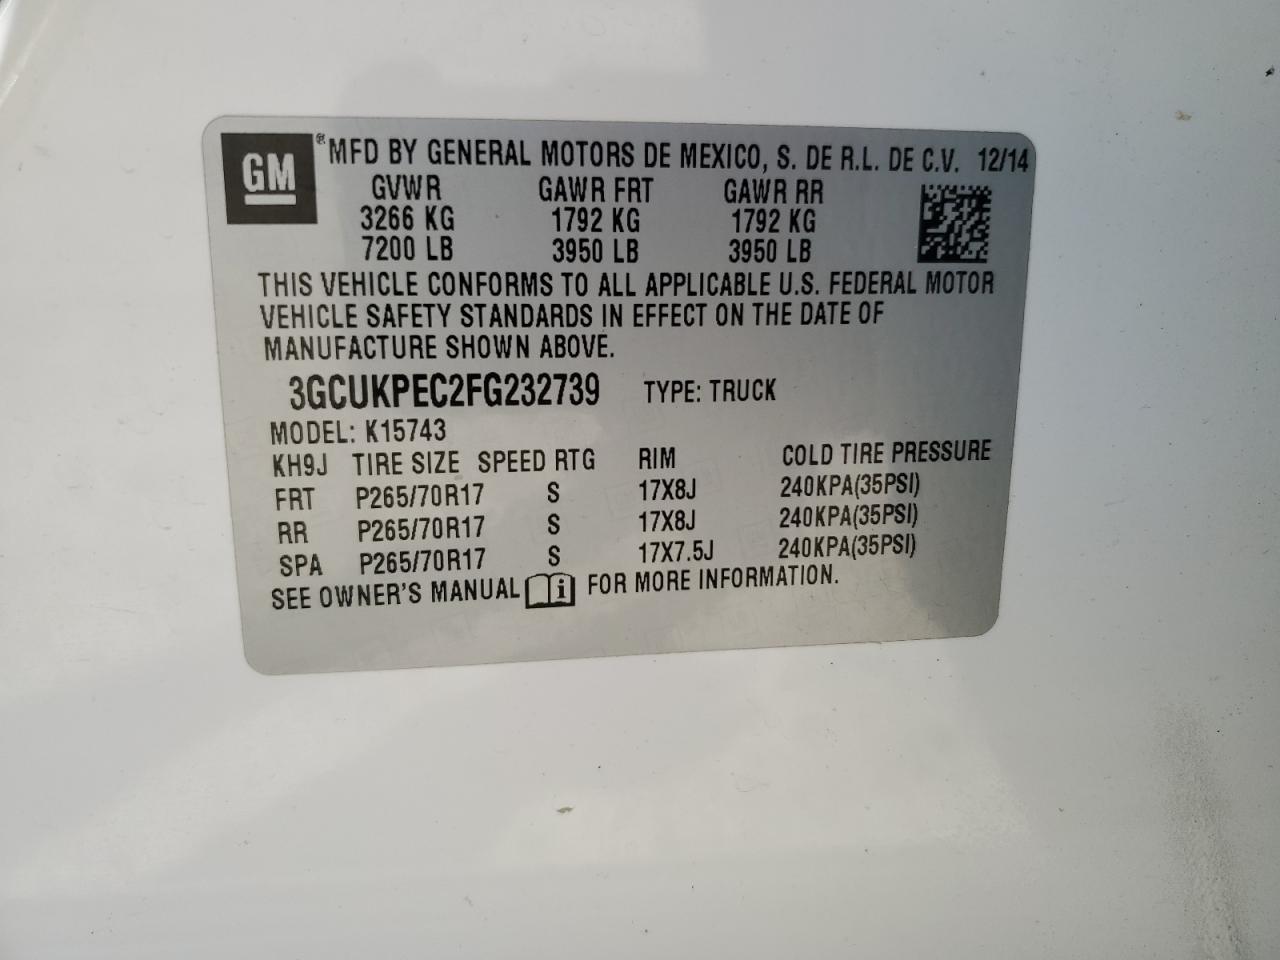 GM ® MFD BY GENERAL MOTORS DE MEXICO, S. DE R.L. DE C.V. 12/14
GVWR GAWR FRT GAWR RR
3266 KG 1792 KG 1792 KG
7200 LB 3950 LB 3950 LB
THIS VEHICLE CONFORMS TO ALL APPLICABLE U.S. FEDERAL MOTOR
VEHICLE SAFETY STANDARDS IN EFFECT ON THE DATE OF
MANUFACTURE SHOWN ABOVE.
3GCUKPEC2FG232739 TYPE: TRUCK
MODEL: K15743
KH9J TIRE SIZE SPEED RTG RIM COLD TIRE PRESSURE
FRT P265/70R17 S 17X8J 240KPA(35PSI)
RR P265/70R17 S 17X8J 240KPA(35PSI)
SPA P265/70R17 S 17X7.5J 240KPA(35PSI)
SEE OWNER'S MANUAL i FOR MORE INFORMATION.